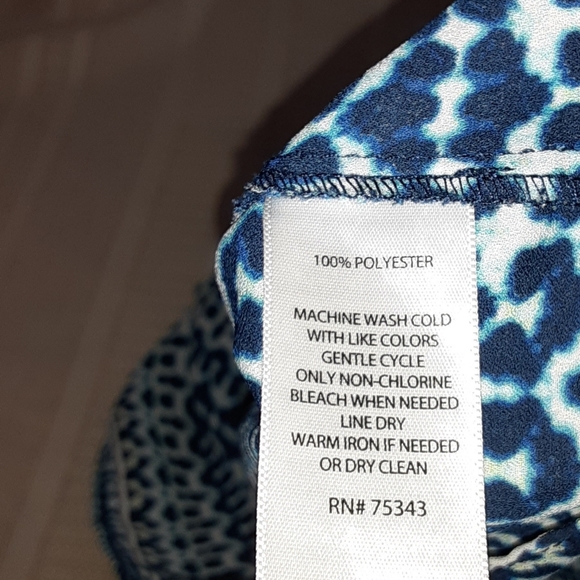 100% POLYESTER
MACHINE WASH COLD
WITH LIKE COLORS
GENTLE CYCLE
ONLY NON-CHLORINE
BLEACH WHEN NEEDED
LINE DRY
WARM IRON IF NEEDED
OR DRY CLEAN
RN# 75343